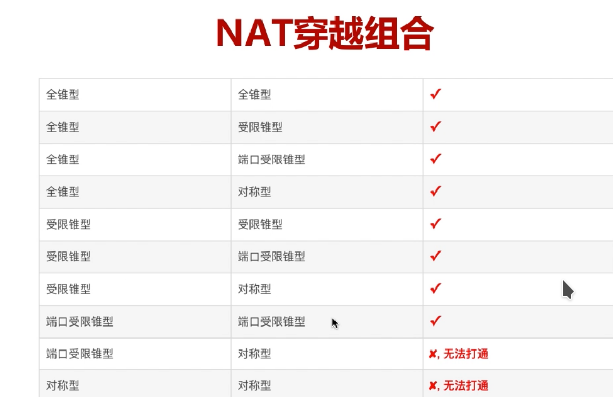 NAT穿越组合
全锥型 全锥型 ✓
全锥型 受限锥型 ✓
全锥型 端口受限锥型 ✓
全锥型 对称型 ✓
受限锥型 受限锥型 ✓
受限锥型 端口受限锥型 ✓
受限锥型 对称型 ✓
端口受限锥型 端口受限锥型 ✓
端口受限锥型 对称型 ✘, 无法打通
对称型 对称型 ✘, 无法打通